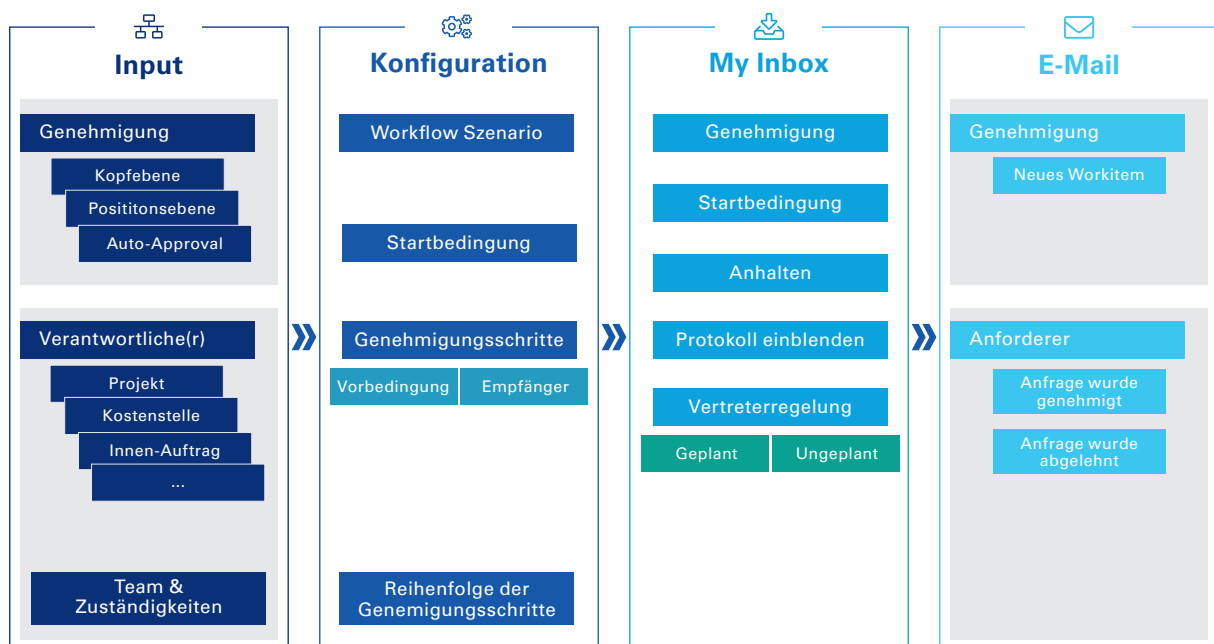 Input
Genehmigung
Kopfebene
Posititonsebene
Auto-Approval
Verantwortliche(r)
Projekt
Kostenstelle
Innen-Auftrag
...
Team &
Zuständigkeiten
Konfiguration
Workflow Szenario
Startbedingung
Genehmigungsschritte
Vorbedingung
Empfänger
Reihenfolge der
Genemigungsschritte
My Inbox
Genehmigung
Startbedingung
Anhalten
Protokoll einblenden
Vertreterregelung
Geplant
Ungeplant
E-Mail
Genehmigung
Neues Workitem
Anforderer
Anfrage wurde
genehmigt
Anfrage wurde
abgelehnt